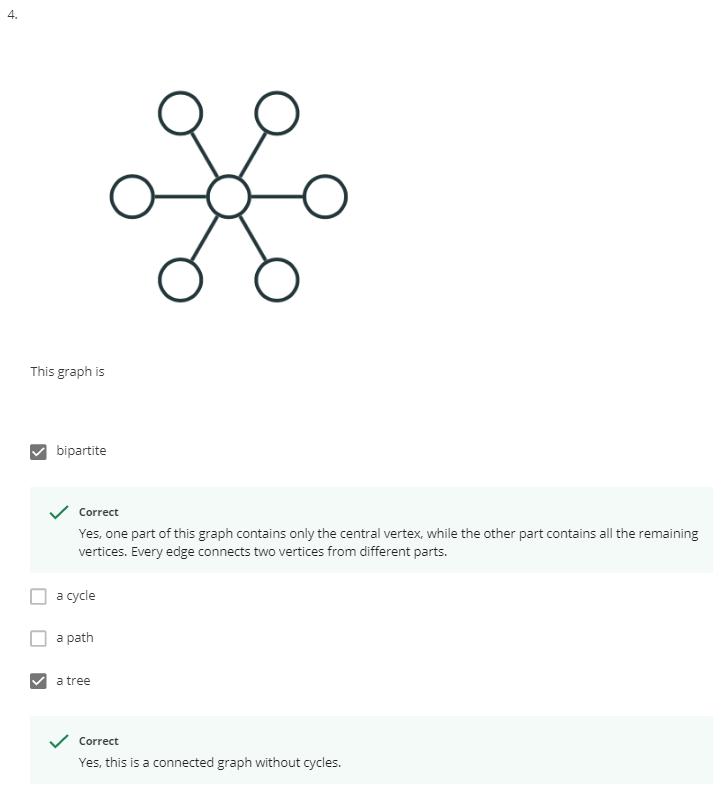 4.
This graph is
bipartite
Correct
Yes, one part of this graph contains only the central vertex, while the other part contains all the remaining
vertices. Every edge connects two vertices from different parts.
a cycle
a path
a tree
Correct
Yes, this is a connected graph without cycles.